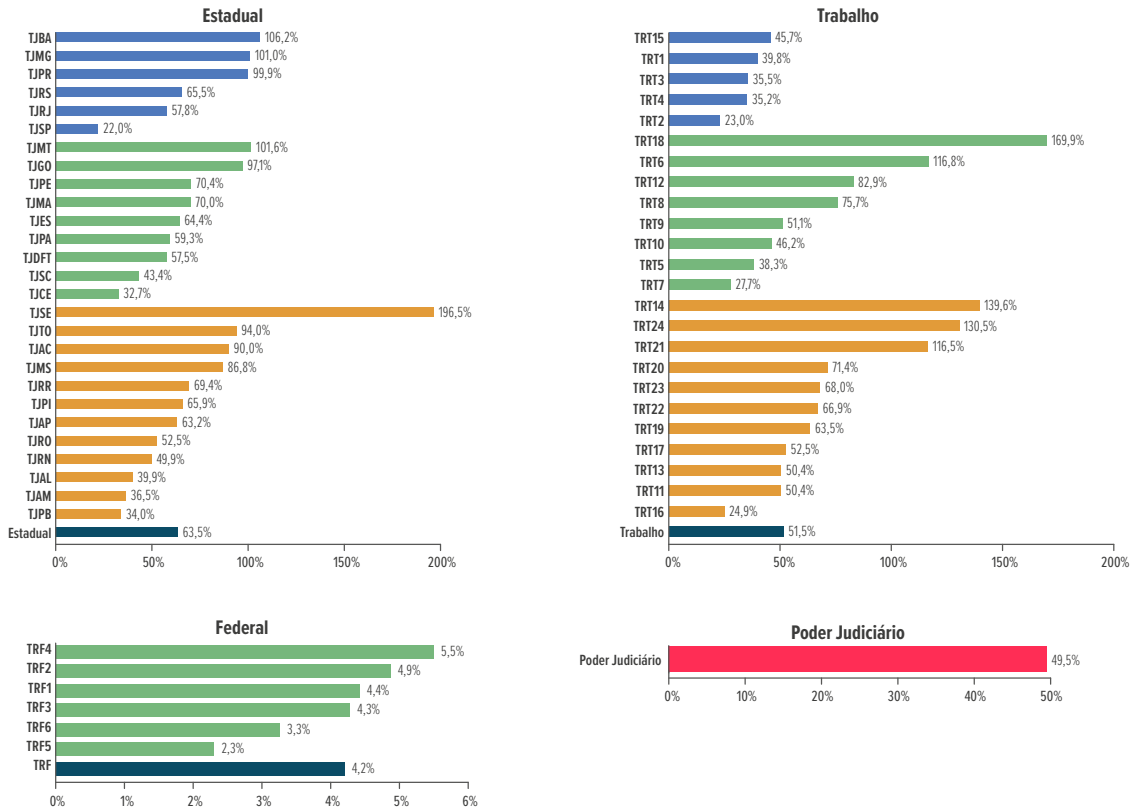 Estadual
TJBA 106,2%
TJMG 101,0%
TJPR 99,9%
TJRS 65,5%
TJRJ 57,8%
TJSP 22,0%
TJMT 101,6%
TJGO 97,1%
TJPE 70,4%
TJMA 70,0%
TJES 64,4%
TJPA 59,3%
TJDFT 57,5%
TJSC 43,4%
TJCE 32,7%
TJSE 196,5%
TJTO 94,0%
TJAC 90,0%
TJMS 86,8%
TJRR 69,4%
TJPI 65,9%
TJAP 63,2%
TJRO 52,5%
TJRN 49,9%
TJAL 39,9%
TJAM 36,5%
TJPB 34,0%
Estadual 63,5%
0% 50% 100% 150% 200%
Trabalho
TRT15 45,7%
TRT1 39,8%
TRT3 35,5%
TRT4 35,2%
TRT2 23,0%
TRT18 169,9%
TRT6 116,8%
TRT12 82,9%
TRT8 75,7%
TRT9 51,1%
TRT10 46,2%
TRT5 38,3%
TRT7 27,7%
TRT14 139,6%
TRT24 130,5%
TRT21 116,5%
TRT20 71,4%
TRT23 68,0%
TRT22 66,9%
TRT19 63,5%
TRT17 52,5%
TRT13 50,4%
TRT11 50,4%
TRT16 24,9%
Trabalho 51,5%
0% 50% 100% 150% 200%
Federal
TRF4 5,5%
TRF2 4,9%
TRF1 4,4%
TRF3 4,3%
TRF6 3,3%
TRF5 2,3%
TRF 4,2%
0% 1% 2% 3% 4% 5% 6%
Poder Judiciário
Poder Judiciário 49,5%
0% 10% 20% 30% 40% 50%